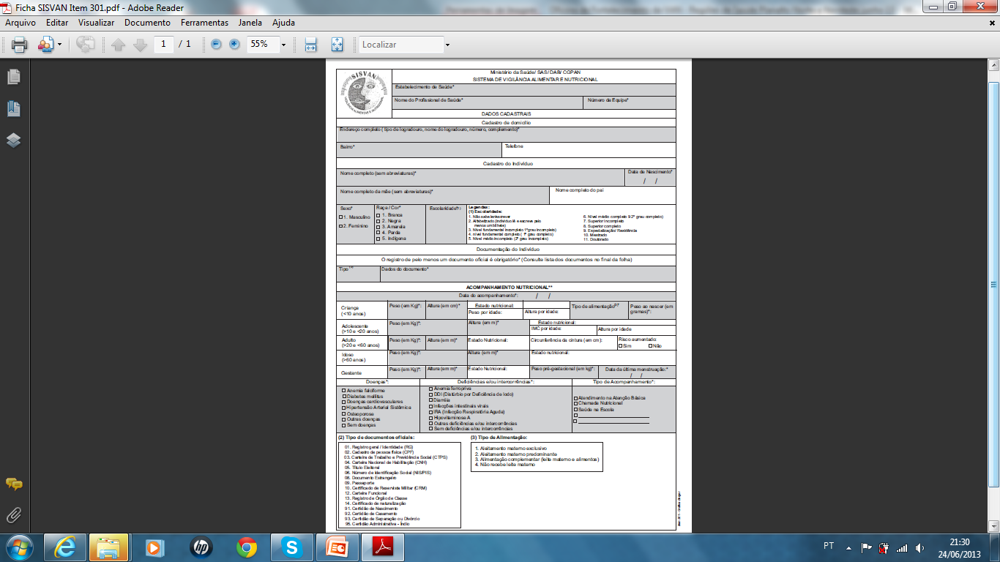 Ficha SISVAN Item 301.pdf - Adobe Reader
Arquivo Editar Visualizar Documento Ferramentas Janela Ajuda
1 / 1 55% Localizar
SISVAN
Ministério da Saúde/ SAS/ DAB/ CGPAN
SISTEMA DE VIGILÂNCIA ALIMENTAR E NUTRICIONAL
Estabelecimento de Saúde*
Nome do Profissional de Saúde* Número da Equipe*
DADOS CADASTRAIS
Cadastro de domicílio
Endereço completo ( tipo de logradouro, nome do logradouro, número, complemento)*
Bairro* Telefone
Cadastro do Indivíduo
Nome completo (sem abreviaturas)* Data de Nascimento*
/ /
Nome completo da mãe (sem abreviaturas)* Nome completo do pai
Sexo* Raça / Cor* Escolaridade(1)
1. Masculino
2. Feminino
1. Branca
2. Negra
3. Amarela
4. Parda
5. Indígena
Legendas:
(1) Escolaridade:
1. Não sabe ler/escrever
2. Alfabetizado (indivíduo lê e escreve pelo
menos um bilhete)
3. Nível fundamental incompleto (1º grau incompleto)
4. nível fundamental completo ( 1º grau completo)
5. Nível médio incompleto (2º grau incompleto)
6. Nível médio completo 9 2º grau completo)
7. Superior incompleto
8. Superior completo
9. Especialização/ Residência
10. Mestrado
11. Doutorado
Documentação do Indivíduo
O registro de pelo menos um documento oficial é obrigatório* (Consulte lista dos documentos no final da folha)
Tipo Dados do documento*
ACOMPANHAMENTO NUTRICIONAL**
Data do acompanhamento*: / /
Criança
(<10 anos)
Peso (em Kg)*: Altura (em cm)* Estado nutricional: Tipo de alimentação Peso ao nascer (em
gramas)*:
Peso por idade: Altura por idade:
Adolescente
(>10 e <20 anos)
Peso (em Kg)*: Altura (em m)* Estado nutricional:
IMC por idade: Altura por idade
Adulto
(>20 e <60 anos)
Peso (em Kg)*: Altura (em m)* Estado Nutricional: Circunferência da cintura (em cm): Risco aumentado:
Sim Não
Idoso
(>60 anos)
Peso (em Kg)*: Altura (em m)* Estado nutricional:
Gestante Peso (em Kg)*: Altura (em m)* Estado Nutricional: Peso pré-gestacional (em kg)*: Data da última menstruação:*
/ /
Doenças*: Deficiências e/ou intercorrências*: Tipo de Acompanhamento*:
Anemia falciforme
Diabetes mellitus
Doenças cardiovasculares
Hipertensão Arterial Sistêmica
Osteoporose
Outras doenças
Sem doenças
Anemia ferropriva
DDI (Distúrbio por Deficiência de Iodo)
Diarréia
Infecções intestinais virais
IRA (Infecção Respiratória Aguda)
Hipovitaminose A
Outras deficiências e/ou intercorrências
Sem deficiências e/ou intercorrências
Atendimento na Atenção Básica
Chamada Nutricional
Saúde na Escola
(2) Tipo de documentos oficiais:
01. Registro geral / Identidade (RG)
02. Cadastro de pessoa física (CPF)
03. Carteira de Trabalho e Previdência Social (CTPS)
04. Carteira Nacional de Habilitação (CNH)
05. Título Eleitoral
06. Número de Identificação Social (NIS/PIS)
08. Documento Estrangeiro
09. Passaporte
10. Certificado de Reservista Militar (CRM)
12. Carteira Funcional
13. Registro de Órgão de Classe
14. Certificado de naturalização
91. Certidão de Nascimento
92. Certidão de Casamento
93. Certidão de Separação ou Divórcio
95. Certidão Administrativa - Índio
(3) Tipo de Alimentação:
1. Aleitamento materno exclusivo
2. Aleitamento materno predominante
3. Alimentação complementar (leite materno e alimentos)
4. Não recebe leite materno
PT 21:30
24/06/2013